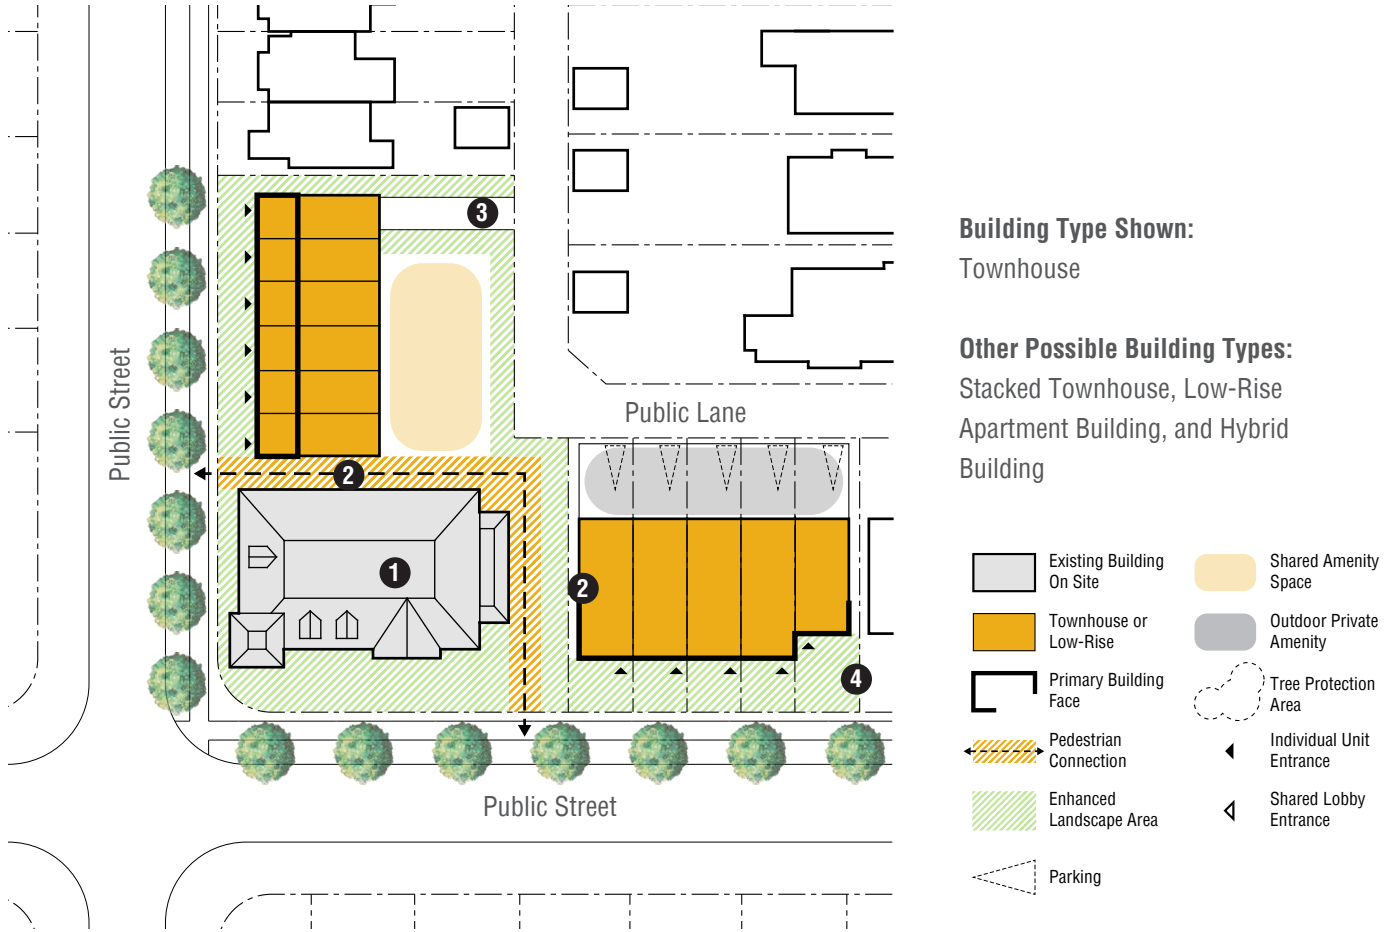 3
Public Street
Public Lane
2
1
2
4
Public Street
Building Type Shown:
Townhouse
Other Possible Building Types:
Stacked Townhouse, Low-Rise
Apartment Building, and Hybrid
Building
Existing Building
On Site
Townhouse or
Low-Rise
Primary Building
Face
Pedestrian
Connection
Enhanced
Landscape Area
Parking
Shared Amenity
Space
Outdoor Private
Amenity
Tree Protection
Area
Individual Unit
Entrance
Shared Lobby
Entrance